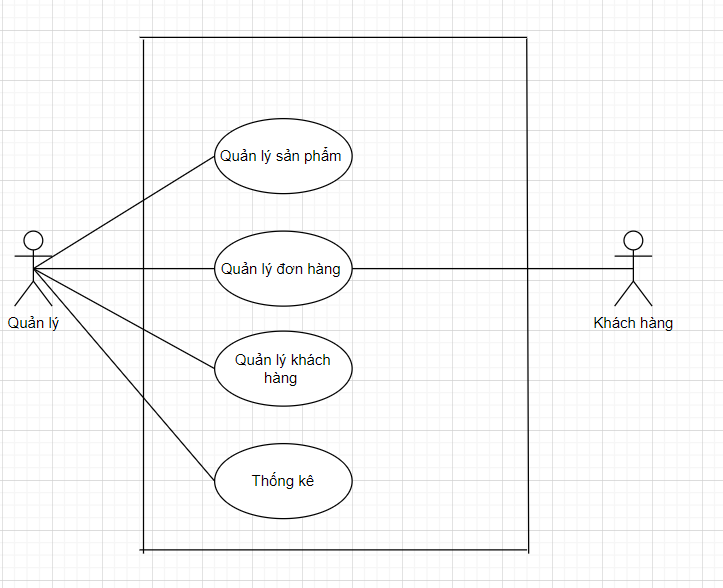 Quản lý sản phẩm
Quản lý đơn hàng
Quản lý
Khách hàng
Quản lý khách
hàng
Thống kê